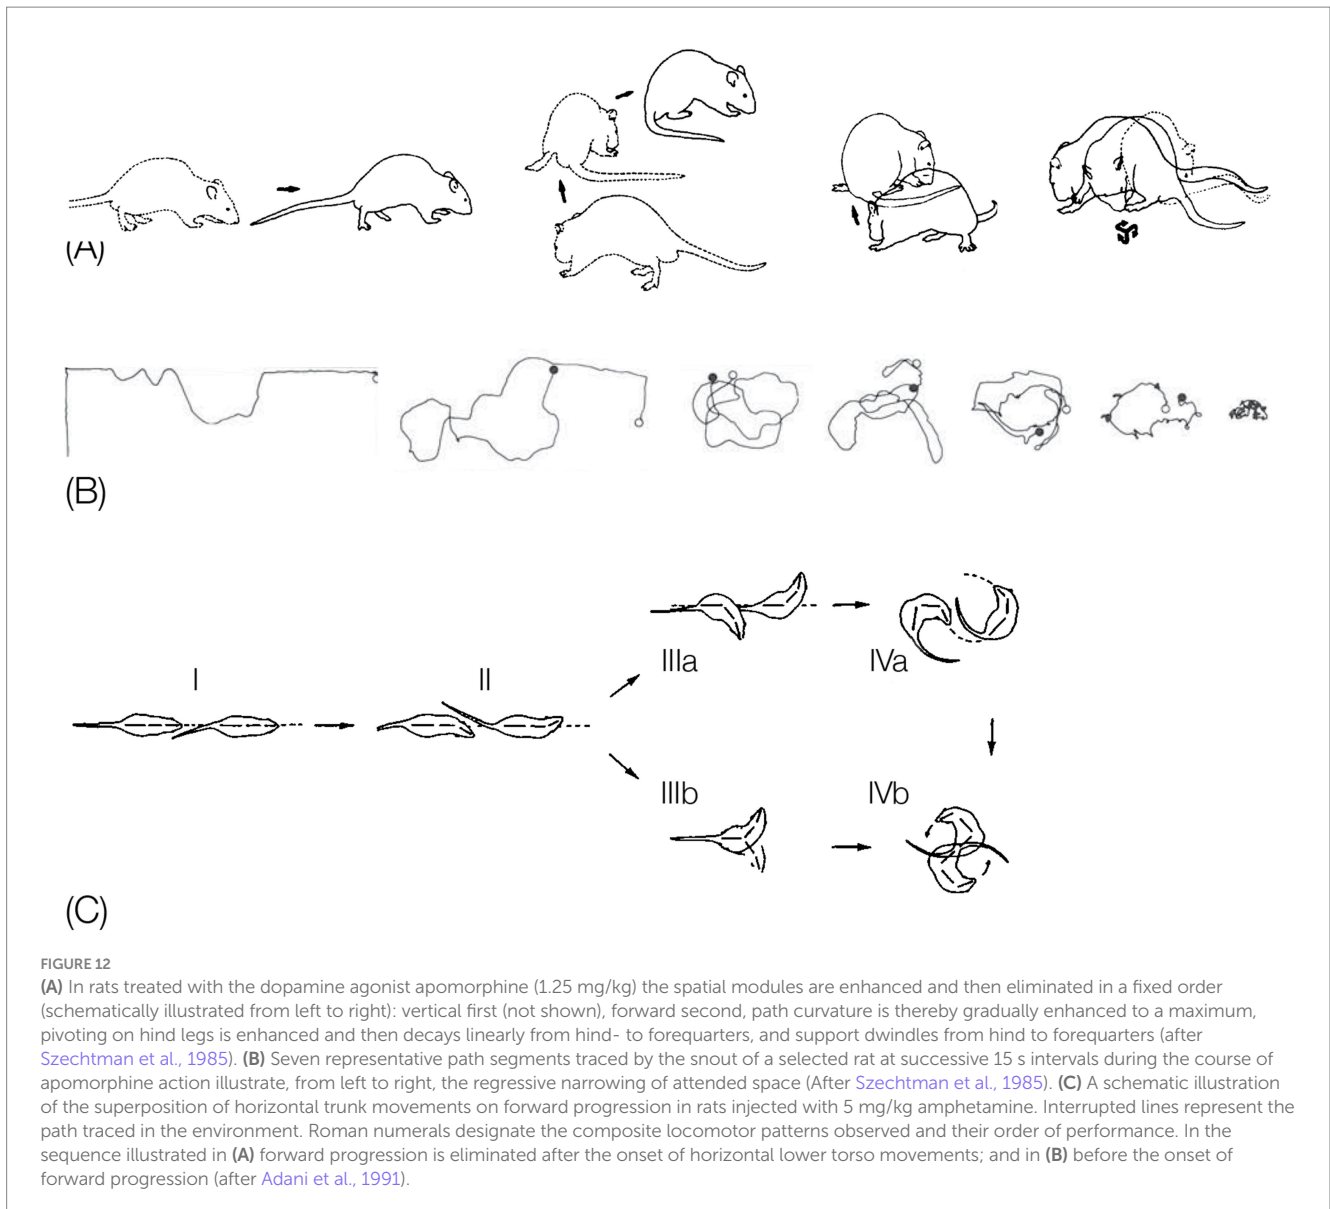 (A)
(B)
I
II
IIIa
IVa
IIIb
IVb
(C)
FIGURE 12
(A) In rats treated with the dopamine agonist apomorphine (1.25 mg/kg) the spatial modules are enhanced and then eliminated in a fixed order
(schematically illustrated from left to right): vertical first (not shown), forward second, path curvature is thereby gradually enhanced to a maximum,
pivoting on hind legs is enhanced and then decays linearly from hind- to forequarters, and support dwindles from hind to forequarters (after
Szechtman et al., 1985). (B) Seven representative path segments traced by the snout of a selected rat at successive 15 s intervals during the course of
apomorphine action illustrate, from left to right, the regressive narrowing of attended space (After Szechtman et al., 1985). (C) A schematic illustration
of the superposition of horizontal trunk movements on forward progression in rats injected with 5 mg/kg amphetamine. Interrupted lines represent the
path traced in the environment. Roman numerals designate the composite locomotor patterns observed and their order of performance. In the
sequence illustrated in (A) forward progression is eliminated after the onset of horizontal lower torso movements; and in (B) before the onset of
forward progression (after Adani et al., 1991).